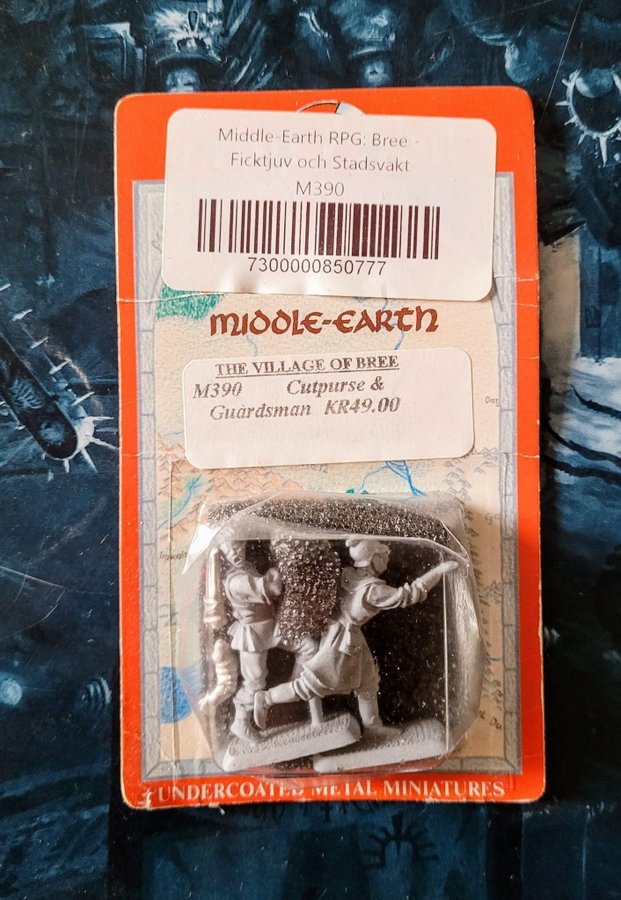 Middle-Earth RPG: Bree -
Ficktjuv och Stadsvakt
M390
7300000850777
MIDDLE-EARTH
THE VILLAGE OF BREE
M390 Cutpurse &
Guardsman KR49.00
UNDERCOATED METAL MINIATURES